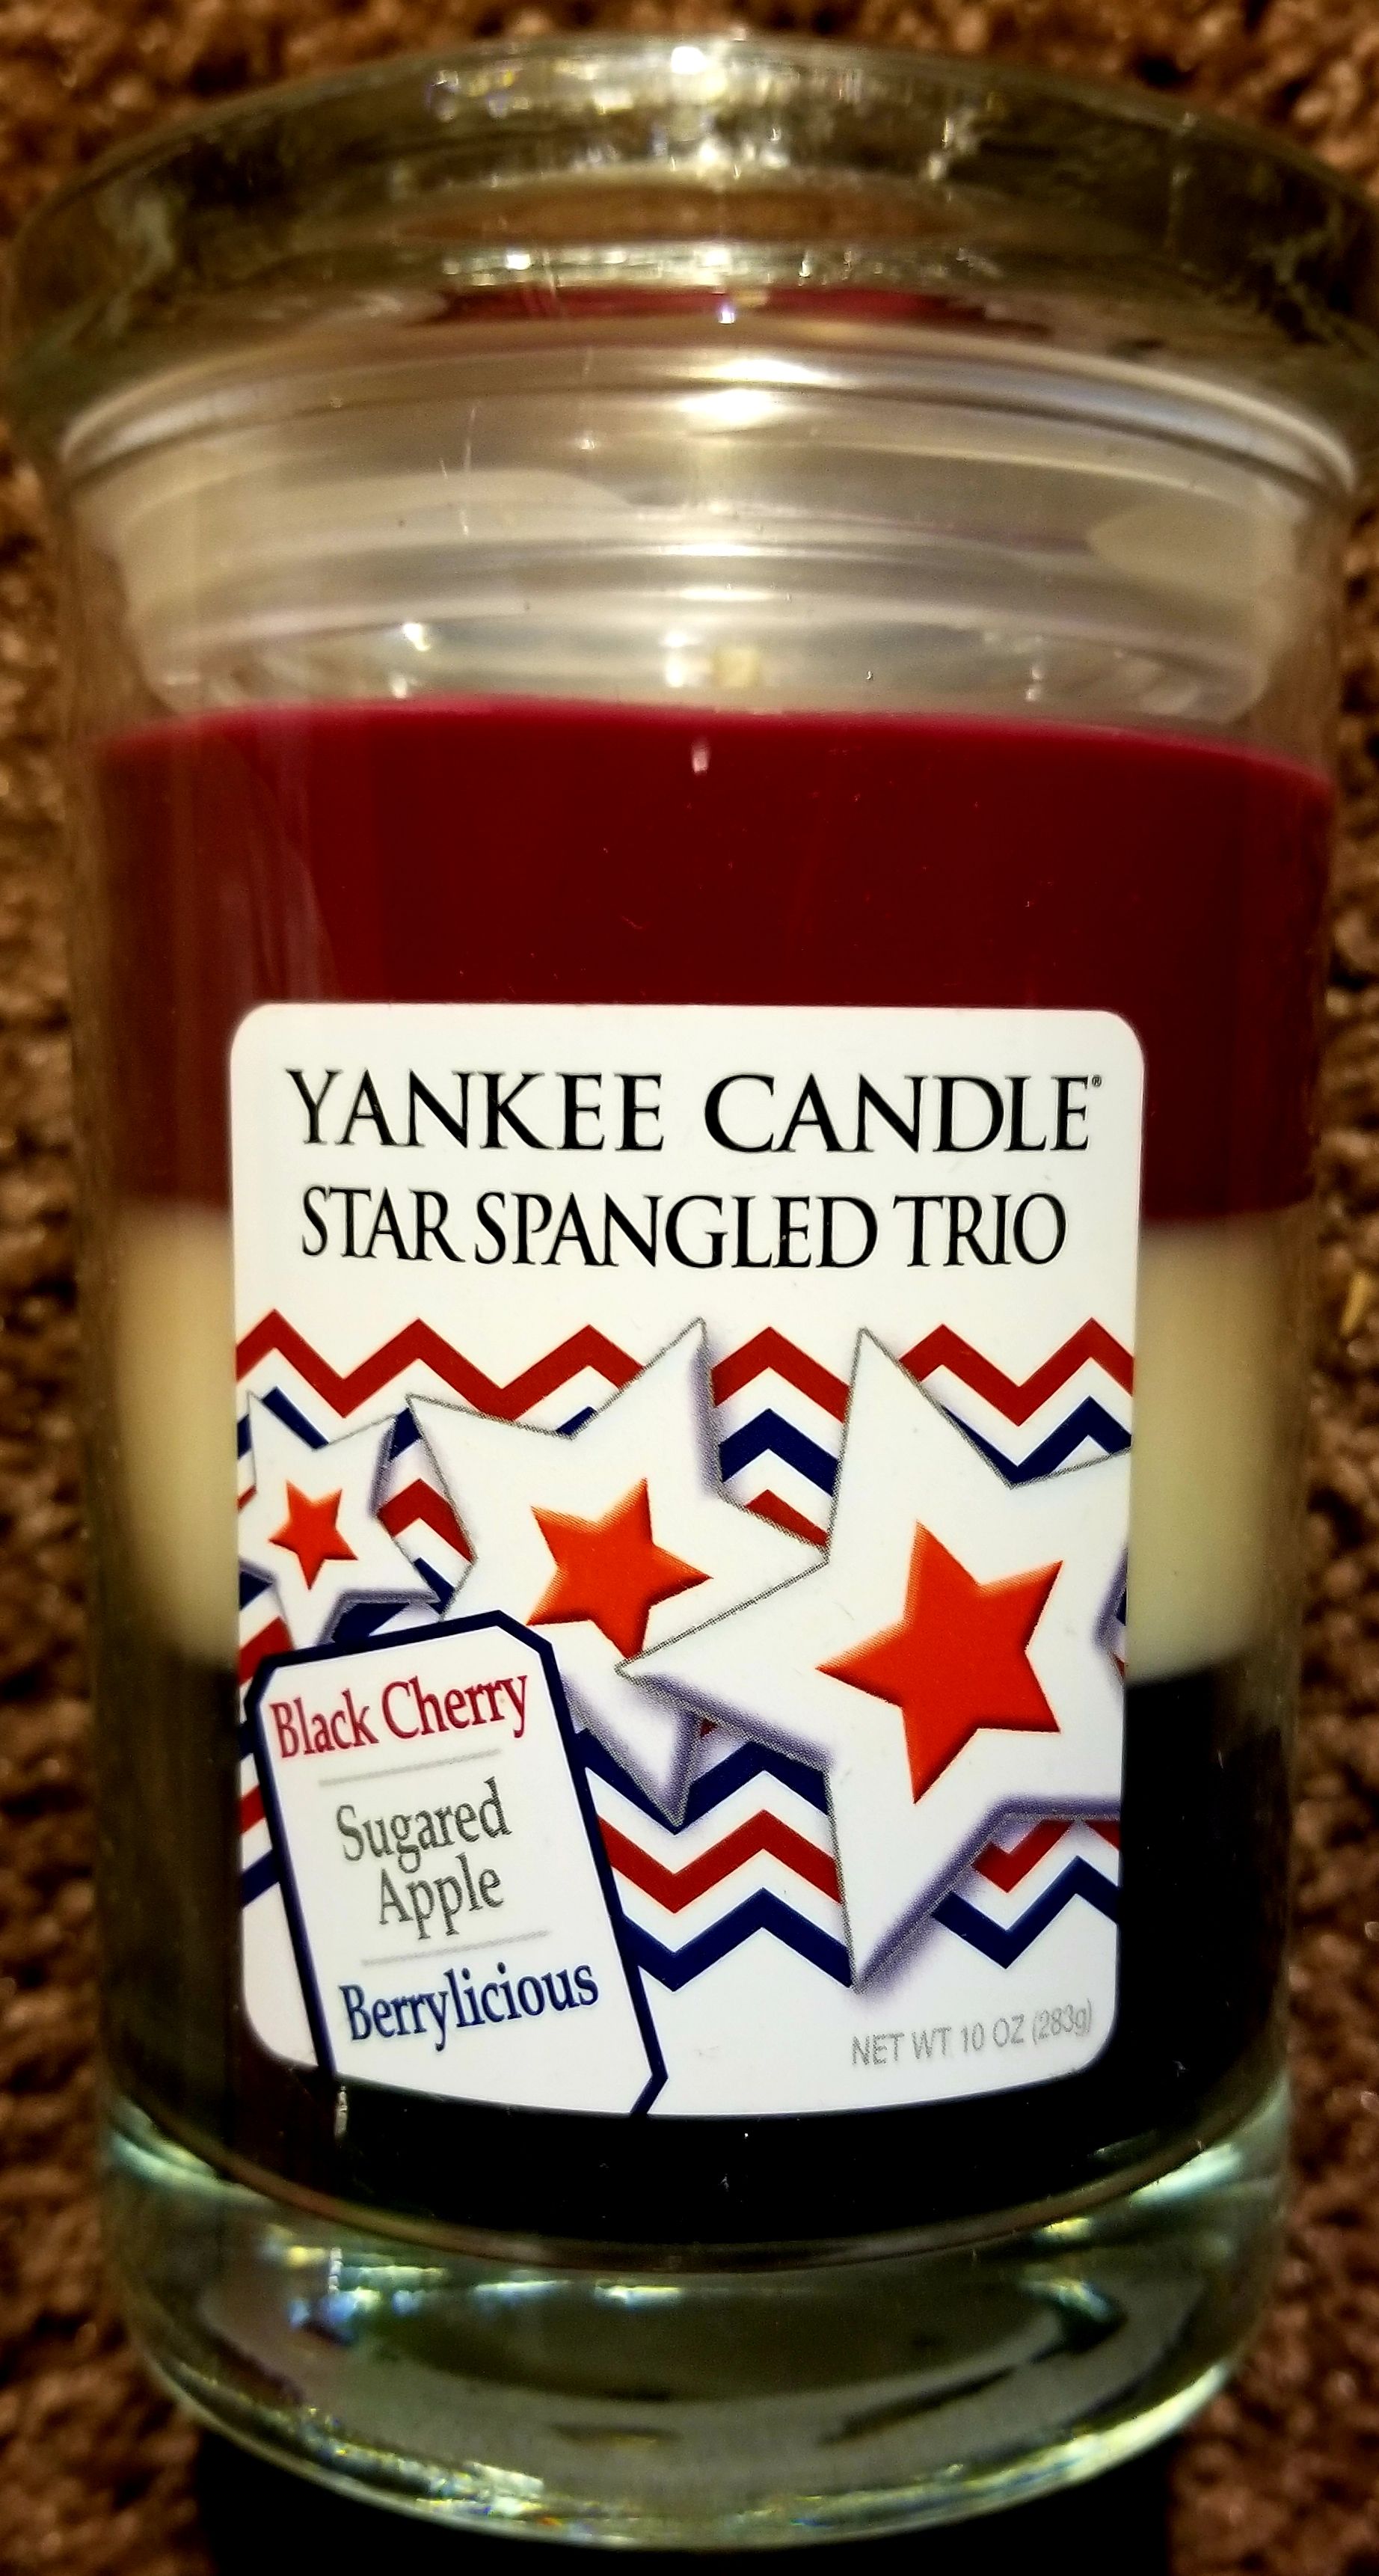 YANKEE CANDLE®
STAR SPANGLED TRIO
Black Cherry
Sugared
Apple
Berrylicious
NET WT 10 OZ (283g)